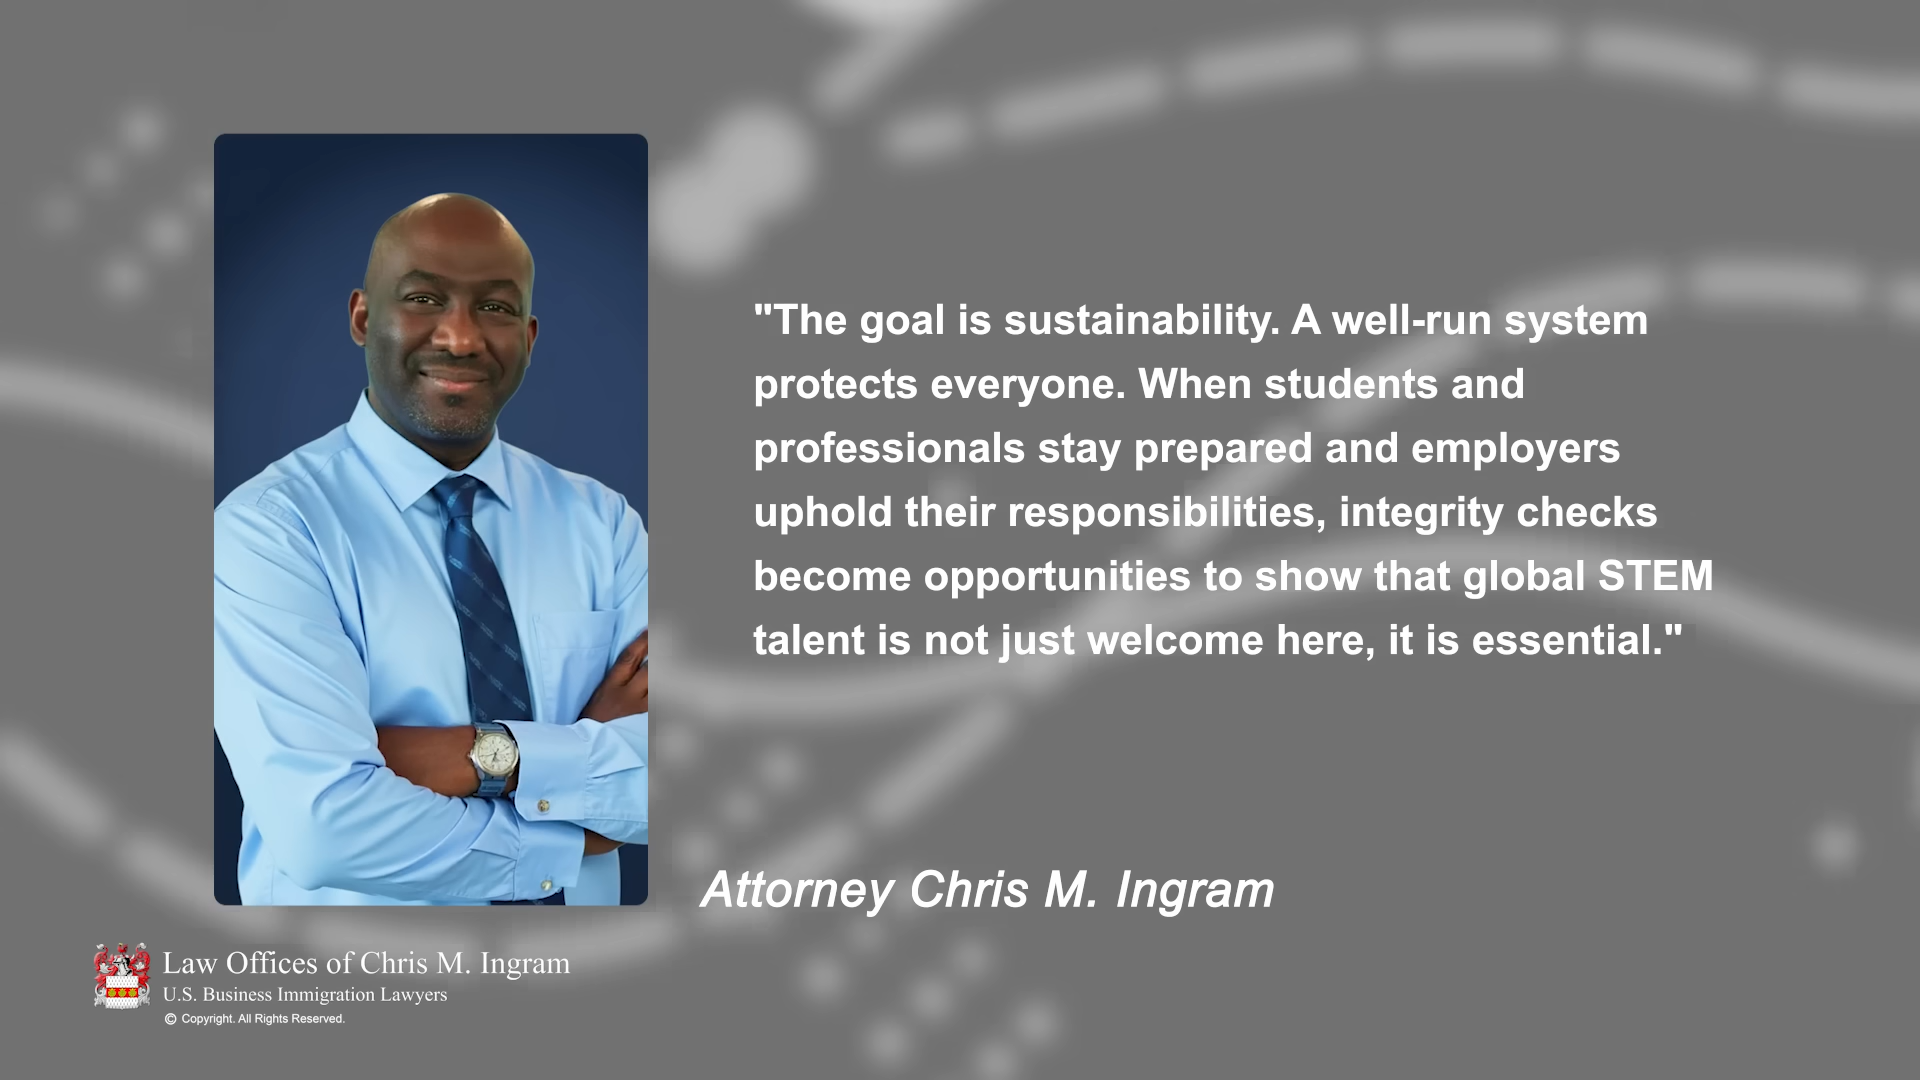 "The goal is sustainability. A well-run system
protects everyone. When students and
professionals stay prepared and employers
uphold their responsibilities, integrity checks
become opportunities to show that global STEM
talent is not just welcome here, it is essential."
Attorney Chris M. Ingram
Law Offices of Chris M. Ingram
U.S. Business Immigration Lawyers
© Copyright. All Rights Reserved.